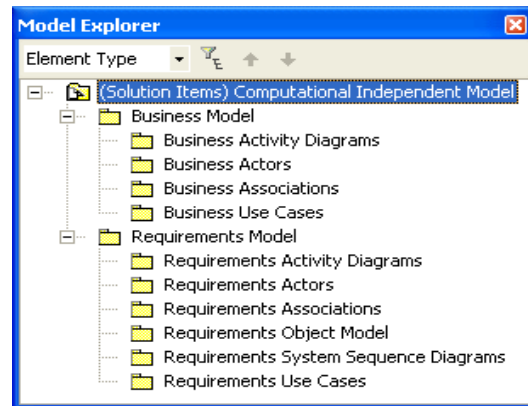 Model Explorer
Element Type
(Solution Items) Computational Independent Model
Business Model
Business Activity Diagrams
Business Actors
Business Associations
Business Use Cases
Requirements Model
Requirements Activity Diagrams
Requirements Actors
Requirements Associations
Requirements Object Model
Requirements System Sequence Diagrams
Requirements Use Cases